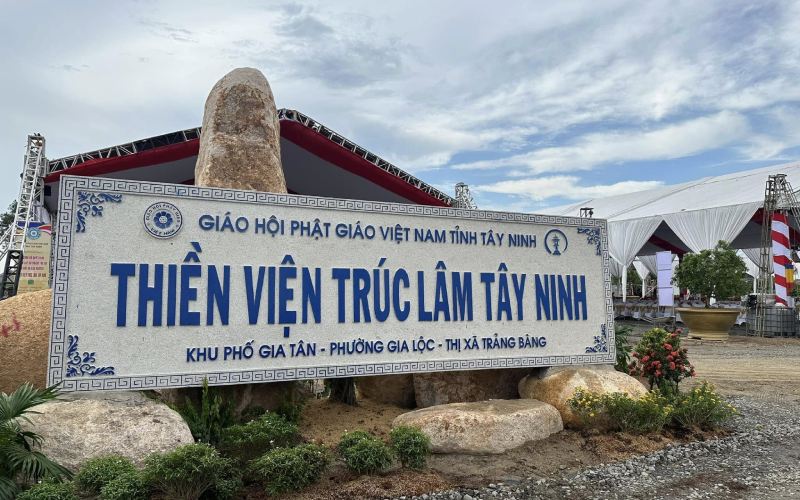 GIÁO HỘI PHẬT GIÁO VIỆT NAM TỈNH TÂY NINH
THIỀN VIỆN TRÚC LÂM TÂY NINH
KHU PHỐ GIA TÂN - PHƯỜNG GIA LỘC - THỊ XÃ TRẢNG BÀNG